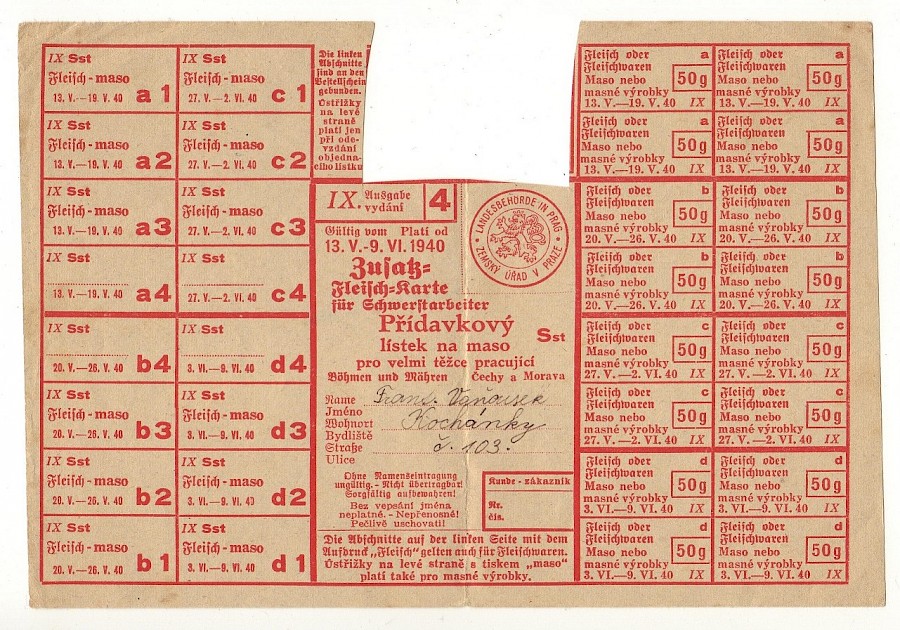 IX Sst
Fleisch - maso
13. V. - 19. V. 40 a 1
IX Sst
Fleisch - maso
27. V. - 2. VI. 40 c 1
IX Sst
Fleisch - maso
13. V. - 19. V. 40 a 2
IX Sst
Fleisch - maso
27. V. - 2. VI. 40 c 2
IX Sst
Fleisch - maso
13. V. - 19. V. 40 a 3
IX Sst
Fleisch - maso
27. V. - 2. VI. 40 c 3
IX Sst
13. V. - 19. V. 40 a 4
IX Sst
27. V. - 2. VI. 40 c 4
IX Sst
20. V. - 26. V. 40 b 4
IX Sst
3. VI. - 9. VI. 40 d 4
IX Sst
Fleisch - maso
20. V. - 26. V. 40 b 3
IX Sst
Fleisch - maso
3. VI. - 9. VI. 40 d 3
IX Sst
Fleisch - maso
20. V. - 26. V. 40 b 2
IX Sst
Fleisch - maso
3. VI. - 9. VI. 40 d 2
IX Sst
Fleisch - maso
20. V. - 26. V. 40 b 1
IX Sst
Fleisch - maso
3. VI. - 9. VI. 40 d 1
Die linken
Abschnitte
sind an den
Bestellschein
gebunden.
Ostřižky
na levé
straně
platí jen
při ode-
vzdání
objedna-
cího lístku
IX. Ausgabe
vydání 4
LANDESBEHÖRDE IN PRAG
ZEMSKÝ ÚŘAD V PRAZE
Gültig vom Platí od
13. V.-9. VI. 1940
Zusatz-
Fleisch-Karte
für Schwerstarbeiter
Přídavkový
lístek na maso
Sst
pro velmi těžce pracující
Böhmen und Mähren Čechy a Morava
Name
Jméno
Wohnort Kochánky
Bydliště
Straße č. 103.
Ulice
Ohne Namenseintragung
ungültig. - Nicht übertragbar!
Sorgfältig aufbewahren!
Bez vepsání jména
neplatné. - Nepřenosné!
Pečlivě uschovati!
Kunde - zákazník
Nr.
čís.
Die Abschnitte auf der linken Seite mit dem
Aufdruck „Fleisch" gelten auch für Fleischwaren.
Ostřižky na levé straně s tiskem „maso"
platí také pro masné výrobky.
Fleisch oder a
Fleischwaren
Maso nebo 50 g
masné výrobky
13. V.—19. V. 40 IX
Fleisch oder a
Fleischwaren
Maso nebo 50 g
masné výrobky
13. V.—19. V. 40 IX
Fleisch oder a
Fleischwaren
Maso nebo 50 g
masné výrobky
13. V.—19. V. 40 IX
Fleisch oder a
Fleischwaren
Maso nebo 50 g
masné výrobky
13. V.—19. V. 40 IX
Fleisch oder b
Fleischwaren
Maso nebo 50 g
masné výrobky
20. V.—26. V. 40 IX
Fleisch oder b
Fleischwaren
Maso nebo 50 g
masné výrobky
20. V.—26. V. 40 IX
Fleisch oder b
Fleischwaren
Maso nebo 50 g
masné výrobky
20. V.—26. V. 40 IX
Fleisch oder b
Fleischwaren
Maso nebo 50 g
masné výrobky
20. V.—26. V. 40 IX
Fleisch oder c
Fleischwaren
Maso nebo 50 g
masné výrobky
27. V.—2. VI. 40 IX
Fleisch oder c
Fleischwaren
Maso nebo 50 g
masné výrobky
27. V.—2. VI. 40 IX
Fleisch oder c
Fleischwaren
Maso nebo 50 g
masné výrobky
27. V.—2. VI. 40 IX
Fleisch oder c
Fleischwaren
Maso nebo 50 g
masné výrobky
27. V.—2. VI. 40 IX
Fleisch oder d
Fleischwaren
Maso nebo 50 g
masné výrobky
3. VI.—9. VI. 40 IX
Fleisch oder d
Fleischwaren
Maso nebo 50 g
masné výrobky
3. VI.—9. VI. 40 IX
Fleisch oder d
Fleischwaren
Maso nebo 50 g
masné výrobky
3. VI.—9. VI. 40 IX
Fleisch oder d
Fleischwaren
Maso nebo 50 g
masné výrobky
3. VI.—9. VI. 40 IX